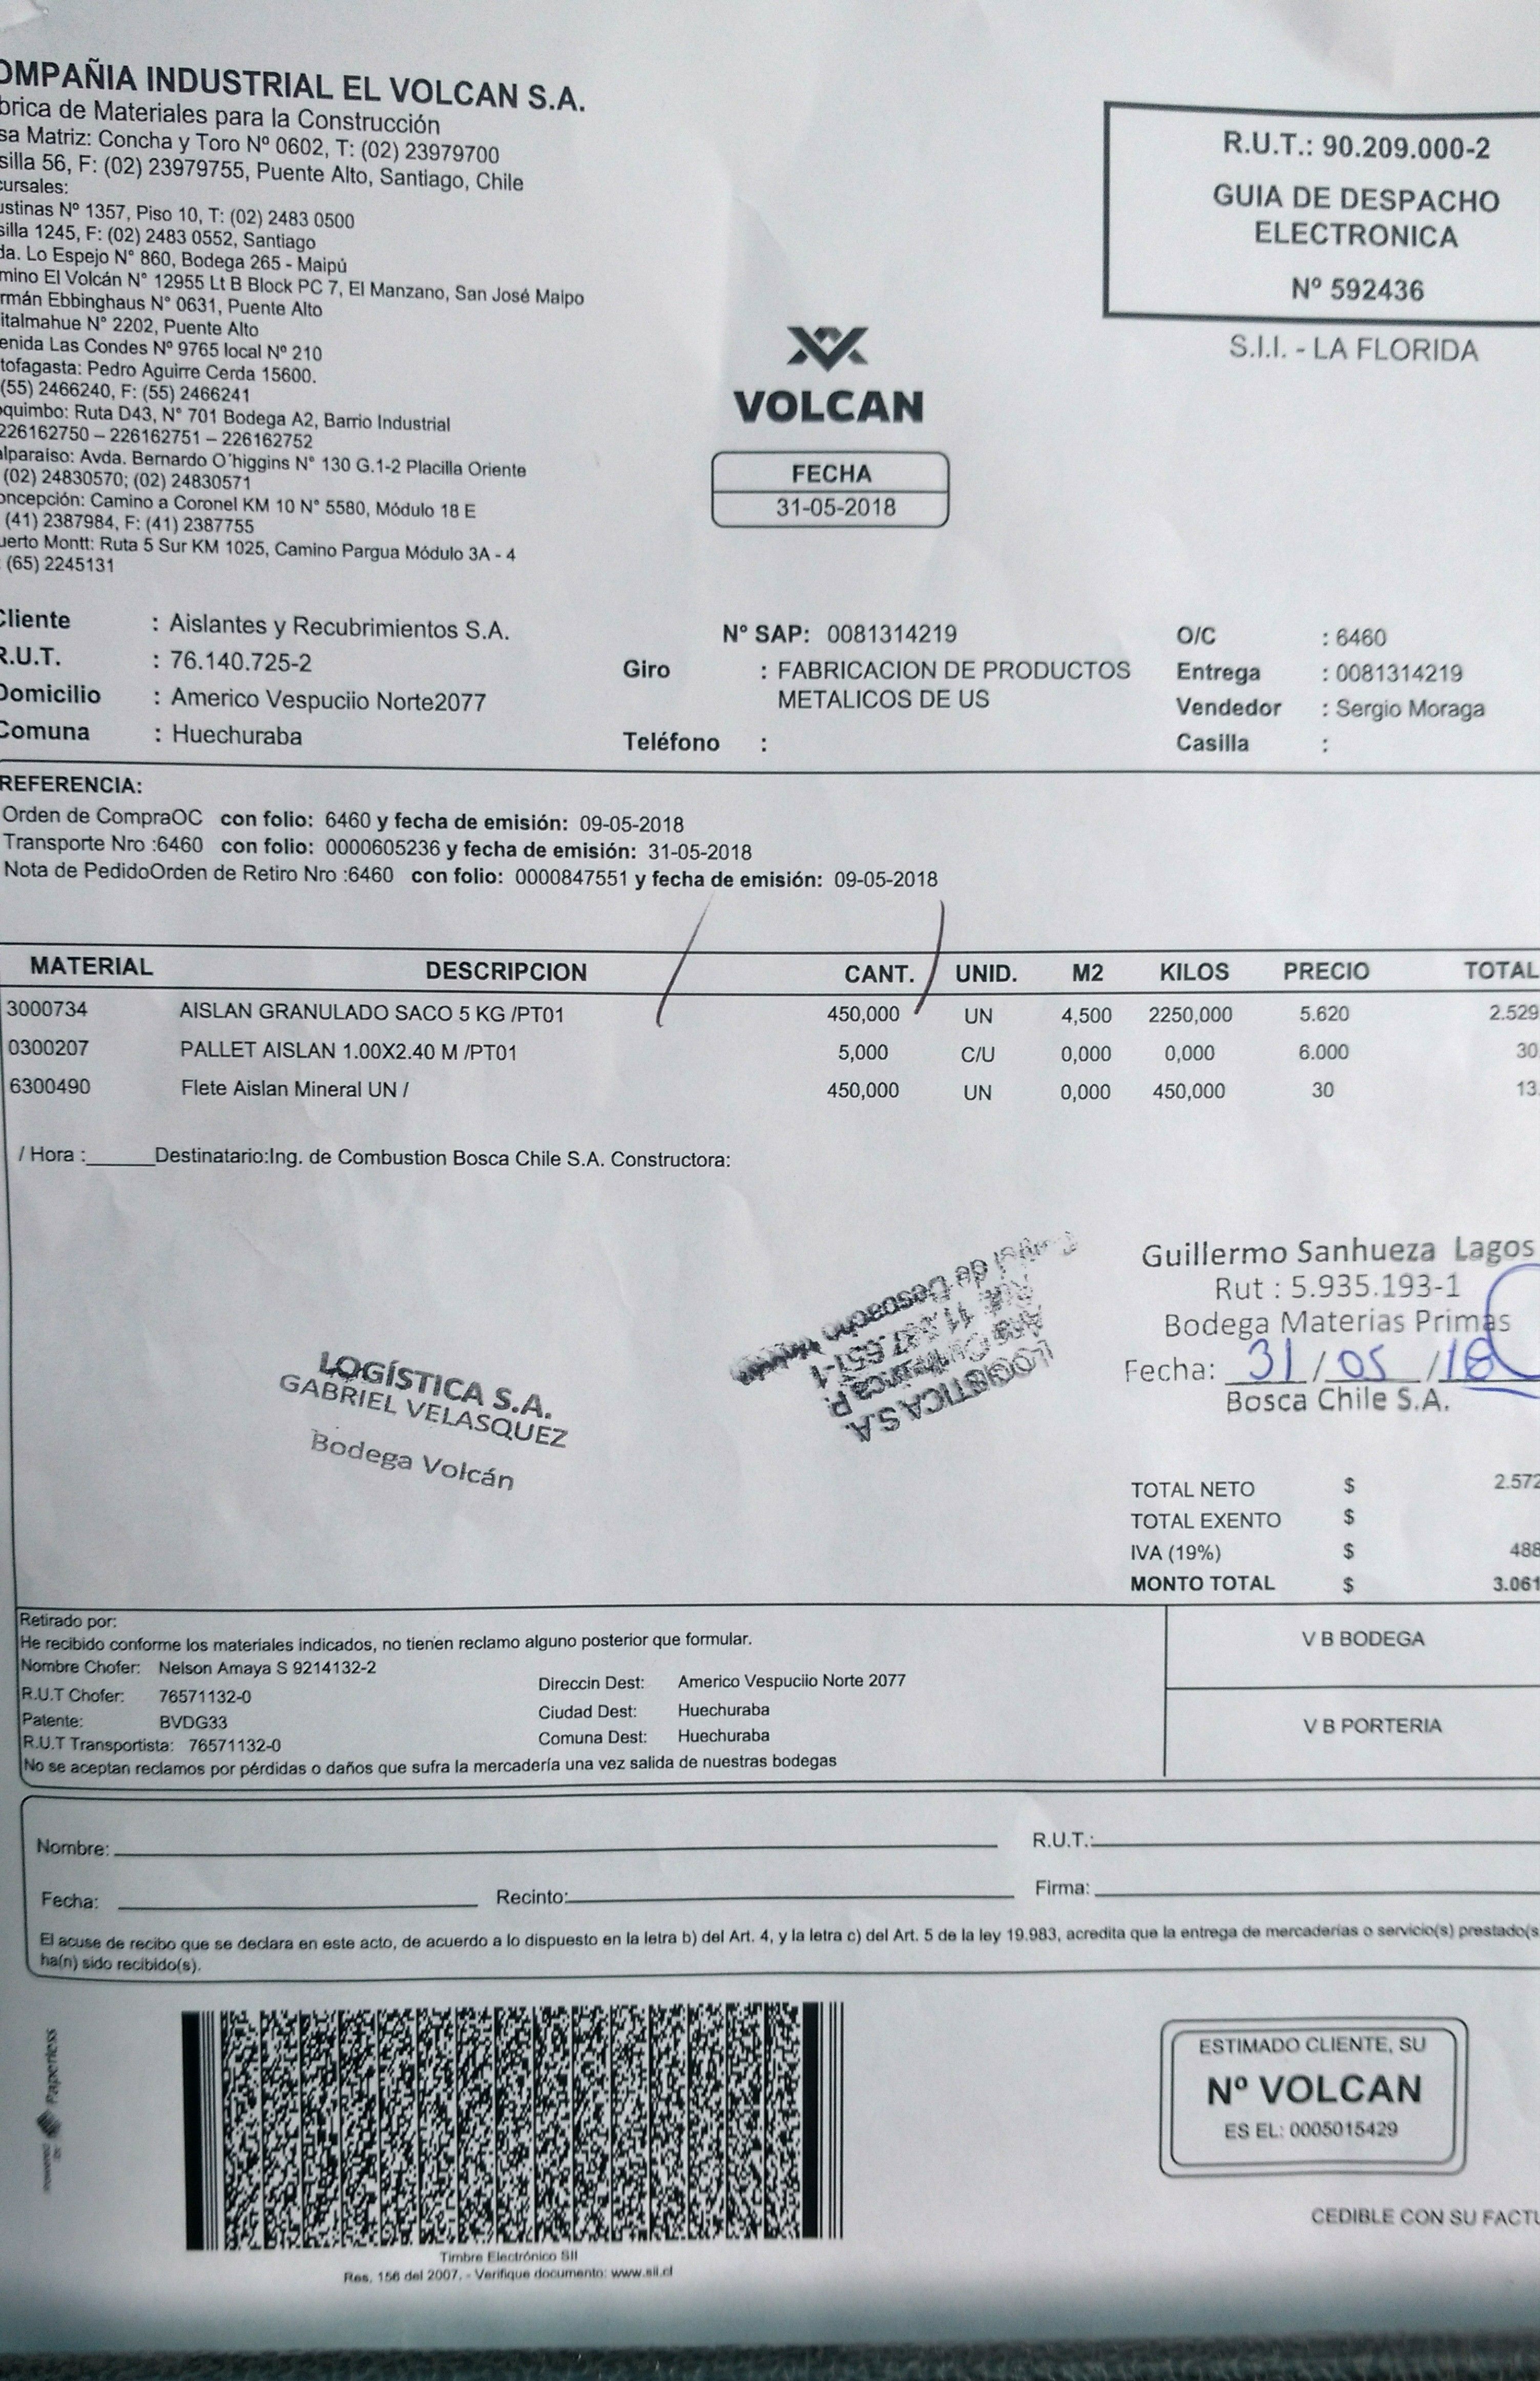 OMPAÑIA INDUSTRIAL EL VOLCAN S.A.
brica de Materiales para la Construcción
sa Matriz: Concha y Toro Nº 0602, T: (02) 23979700
silla 56, F: (02) 23979755, Puente Alto, Santiago, Chile
cursales:
ustinas Nº 1357, Piso 10, T: (02) 2483 0500
silla 1245, F: (02) 2483 0552, Santiago
da. Lo Espejo N° 860, Bodega 265 - Maipú
mino El Volcán N° 12955 Lt B Block PC 7, El Manzano, San José Maipo
rmán Ebbinghaus N° 0631, Puente Alto
italmahue N° 2202, Puente Alto
enida Las Condes Nº 9765 local Nº 210
tofagasta: Pedro Aguirre Cerda 15600.
(55) 2466240, F: (55) 2466241
oquimbo: Ruta D43, N° 701 Bodega A2, Barrio Industrial
226162750 – 226162751 – 226162752
alparaiso: Avda. Bernardo O´higgins N° 130 G.1-2 Placilla Oriente
(02) 24830570; (02) 24830571
oncepción: Camino a Coronel KM 10 N° 5580, Módulo 18 E
(41) 2387984, F: (41) 2387755
uerto Montt: Ruta 5 Sur KM 1025, Camino Pargua Módulo 3A - 4
: (65) 2245131
R.U.T.: 90.209.000-2
GUIA DE DESPACHO
ELECTRONICA
Nº 592436
S.I.I. - LA FLORIDA
VOLCAN
FECHA
31-05-2018
Cliente : Aislantes y Recubrimientos S.A. Nº SAP: 0081314219 O/C : 6460
R.U.T. : 76.140.725-2 Giro : FABRICACION DE PRODUCTOS Entrega : 0081314219
Domicilio : Americo Vespuciio Norte2077 METALICOS DE US Vendedor : Sergio Moraga
Comuna : Huechuraba Teléfono : Casilla :
REFERENCIA:
Orden de CompraOC con folio: 6460 y fecha de emisión: 09-05-2018
Transporte Nro :6460 con folio: 0000605236 y fecha de emisión: 31-05-2018
Nota de PedidoOrden de Retiro Nro :6460 con folio: 0000847551 y fecha de emisión: 09-05-2018
MATERIAL DESCRIPCION CANT. UNID. M2 KILOS PRECIO TOTAL
3000734 AISLAN GRANULADO SACO 5 KG /PT01 450,000 UN 4,500 2250,000 5.620 2.529
0300207 PALLET AISLAN 1.00X2.40 M /PT01 5,000 C/U 0,000 0,000 6.000 30
6300490 Flete Aislan Mineral UN / 450,000 UN 0,000 450,000 30 13.
/ Hora :______Destinatario:Ing. de Combustion Bosca Chile S.A. Constructora:
Guillermo Sanhueza Lagos
Rut : 5.935.193-1
Bodega Materias Primas
Fecha: 31/05/18
Bosca Chile S.A.
LOGÍSTICA S.A.
GABRIEL VELASQUEZ
Bodega Volcán
LOGISTICA S.A.
TOTAL NETO $ 2.572
TOTAL EXENTO $
IVA (19%) $ 488
MONTO TOTAL $ 3.061
Retirado por:
He recibido conforme los materiales indicados, no tienen reclamo alguno posterior que formular.
Nombre Chofer: Nelson Amaya S 9214132-2
R.U.T Chofer: 76571132-0
Patente: BVDG33
R.U.T Transportista: 76571132-0
Direccin Dest: Americo Vespuciio Norte 2077
Ciudad Dest: Huechuraba
Comuna Dest: Huechuraba
No se aceptan reclamos por pérdidas o daños que sufra la mercadería una vez salida de nuestras bodegas
V B BODEGA
V B PORTERIA
Nombre: R.U.T.:
Fecha: Recinto: Firma:
El acuse de recibo que se declara en este acto, de acuerdo a lo dispuesto en la letra b) del Art. 4, y la letra c) del Art. 5 de la ley 19.983, acredita que la entrega de mercaderías o servicio(s) prestado(s
ha(n) sido recibido(s).
Paperless
Timbre Electrónico SII
Res. 156 del 2007. - Verifique documento: www.sii.cl
ESTIMADO CLIENTE, SU
Nº VOLCAN
ES EL: 0005015429
CEDIBLE CON SU FACTU